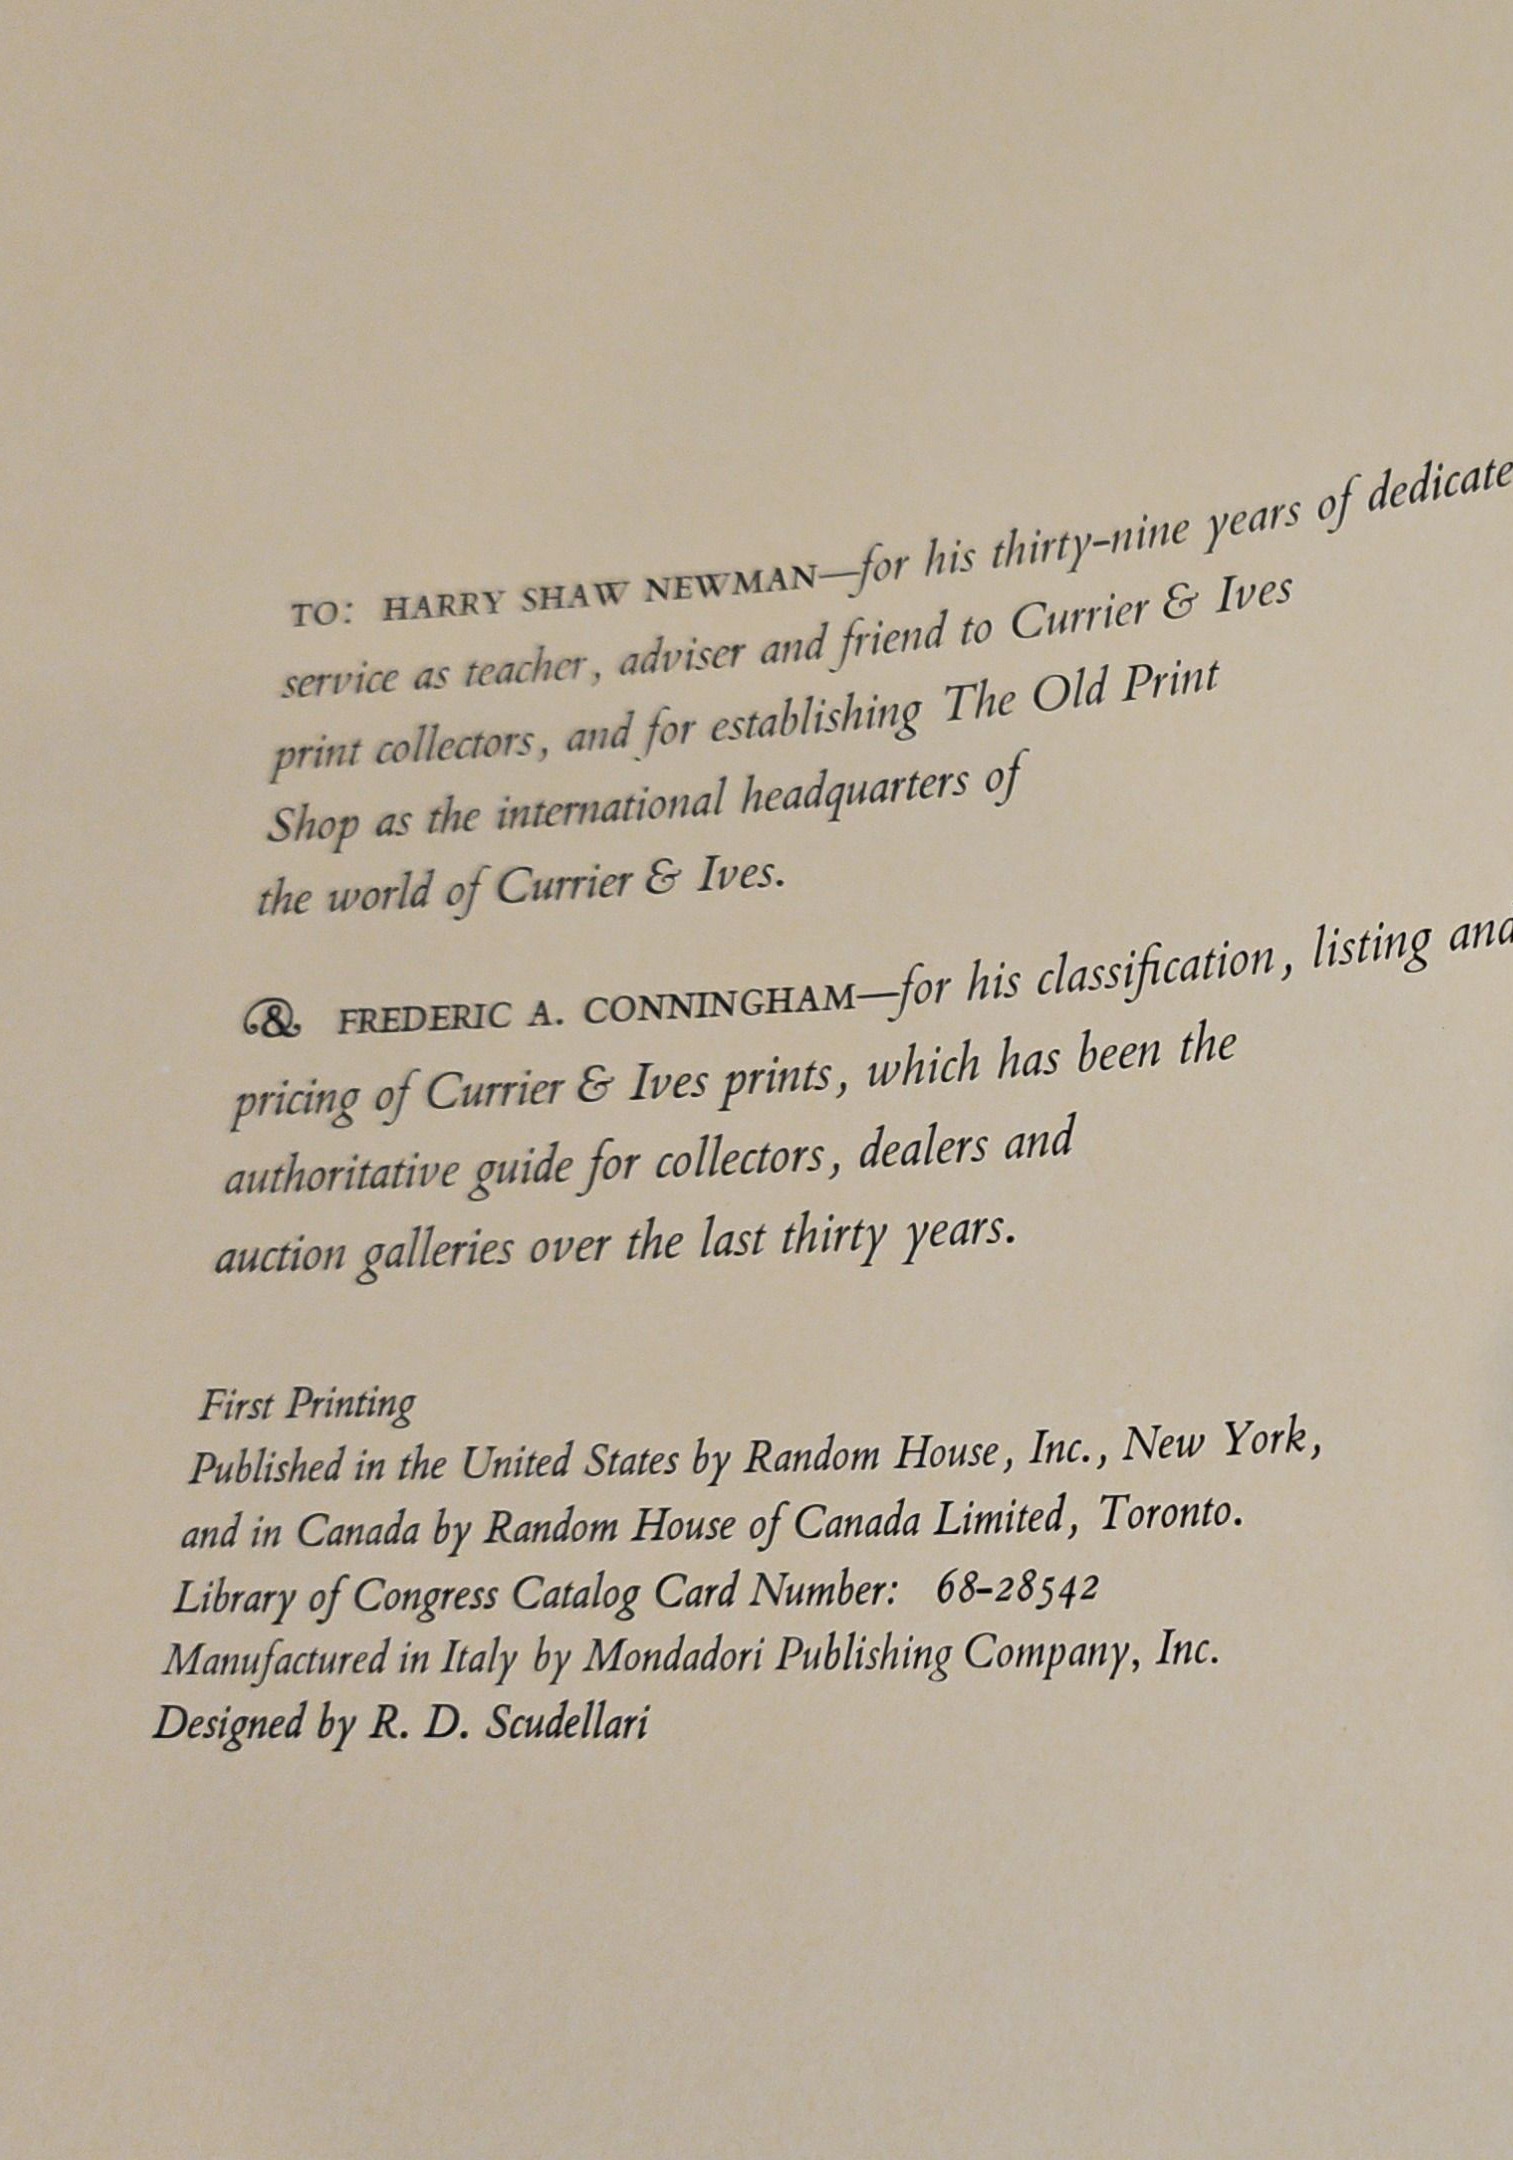 TO: HARRY SHAW NEWMAN—for his thirty-nine years of dedicate
service as teacher, adviser and friend to Currier & Ives
print collectors, and for establishing The Old Print
Shop as the international headquarters of
the world of Currier & Ives.
& FREDERIC A. CONNINGHAM—for his classification, listing and
pricing of Currier & Ives prints, which has been the
authoritative guide for collectors, dealers and
auction galleries over the last thirty years.
First Printing
Published in the United States by Random House, Inc., New York,
and in Canada by Random House of Canada Limited, Toronto.
Library of Congress Catalog Card Number: 68-28542
Manufactured in Italy by Mondadori Publishing Company, Inc.
Designed by R. D. Scudellari